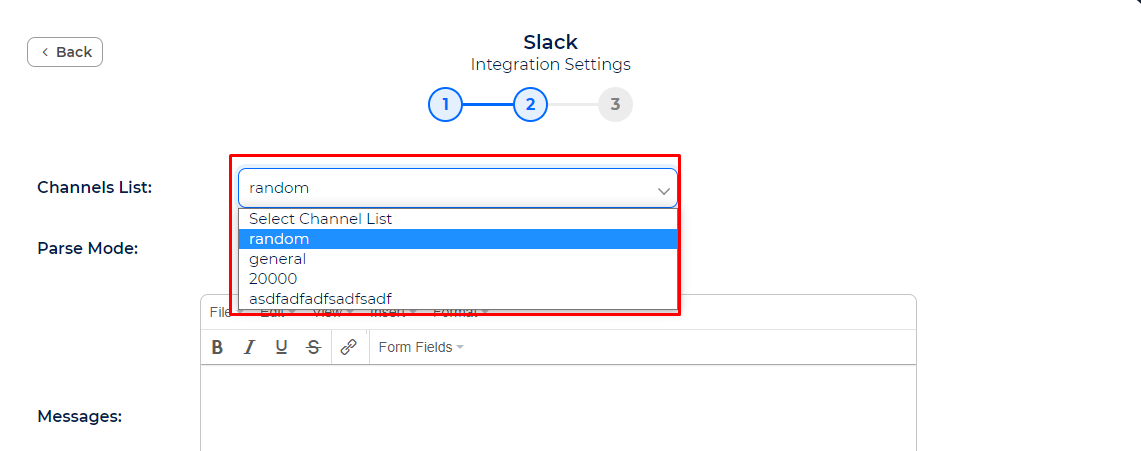 Back
Slack
Integration Settings
1 2 3
Channels List:
random
Select Channel List
random
general
20000
asdfadfadfsadfsadf
Parse Mode:
File Edit View Insert Format
B I U S Form Fields
Messages: